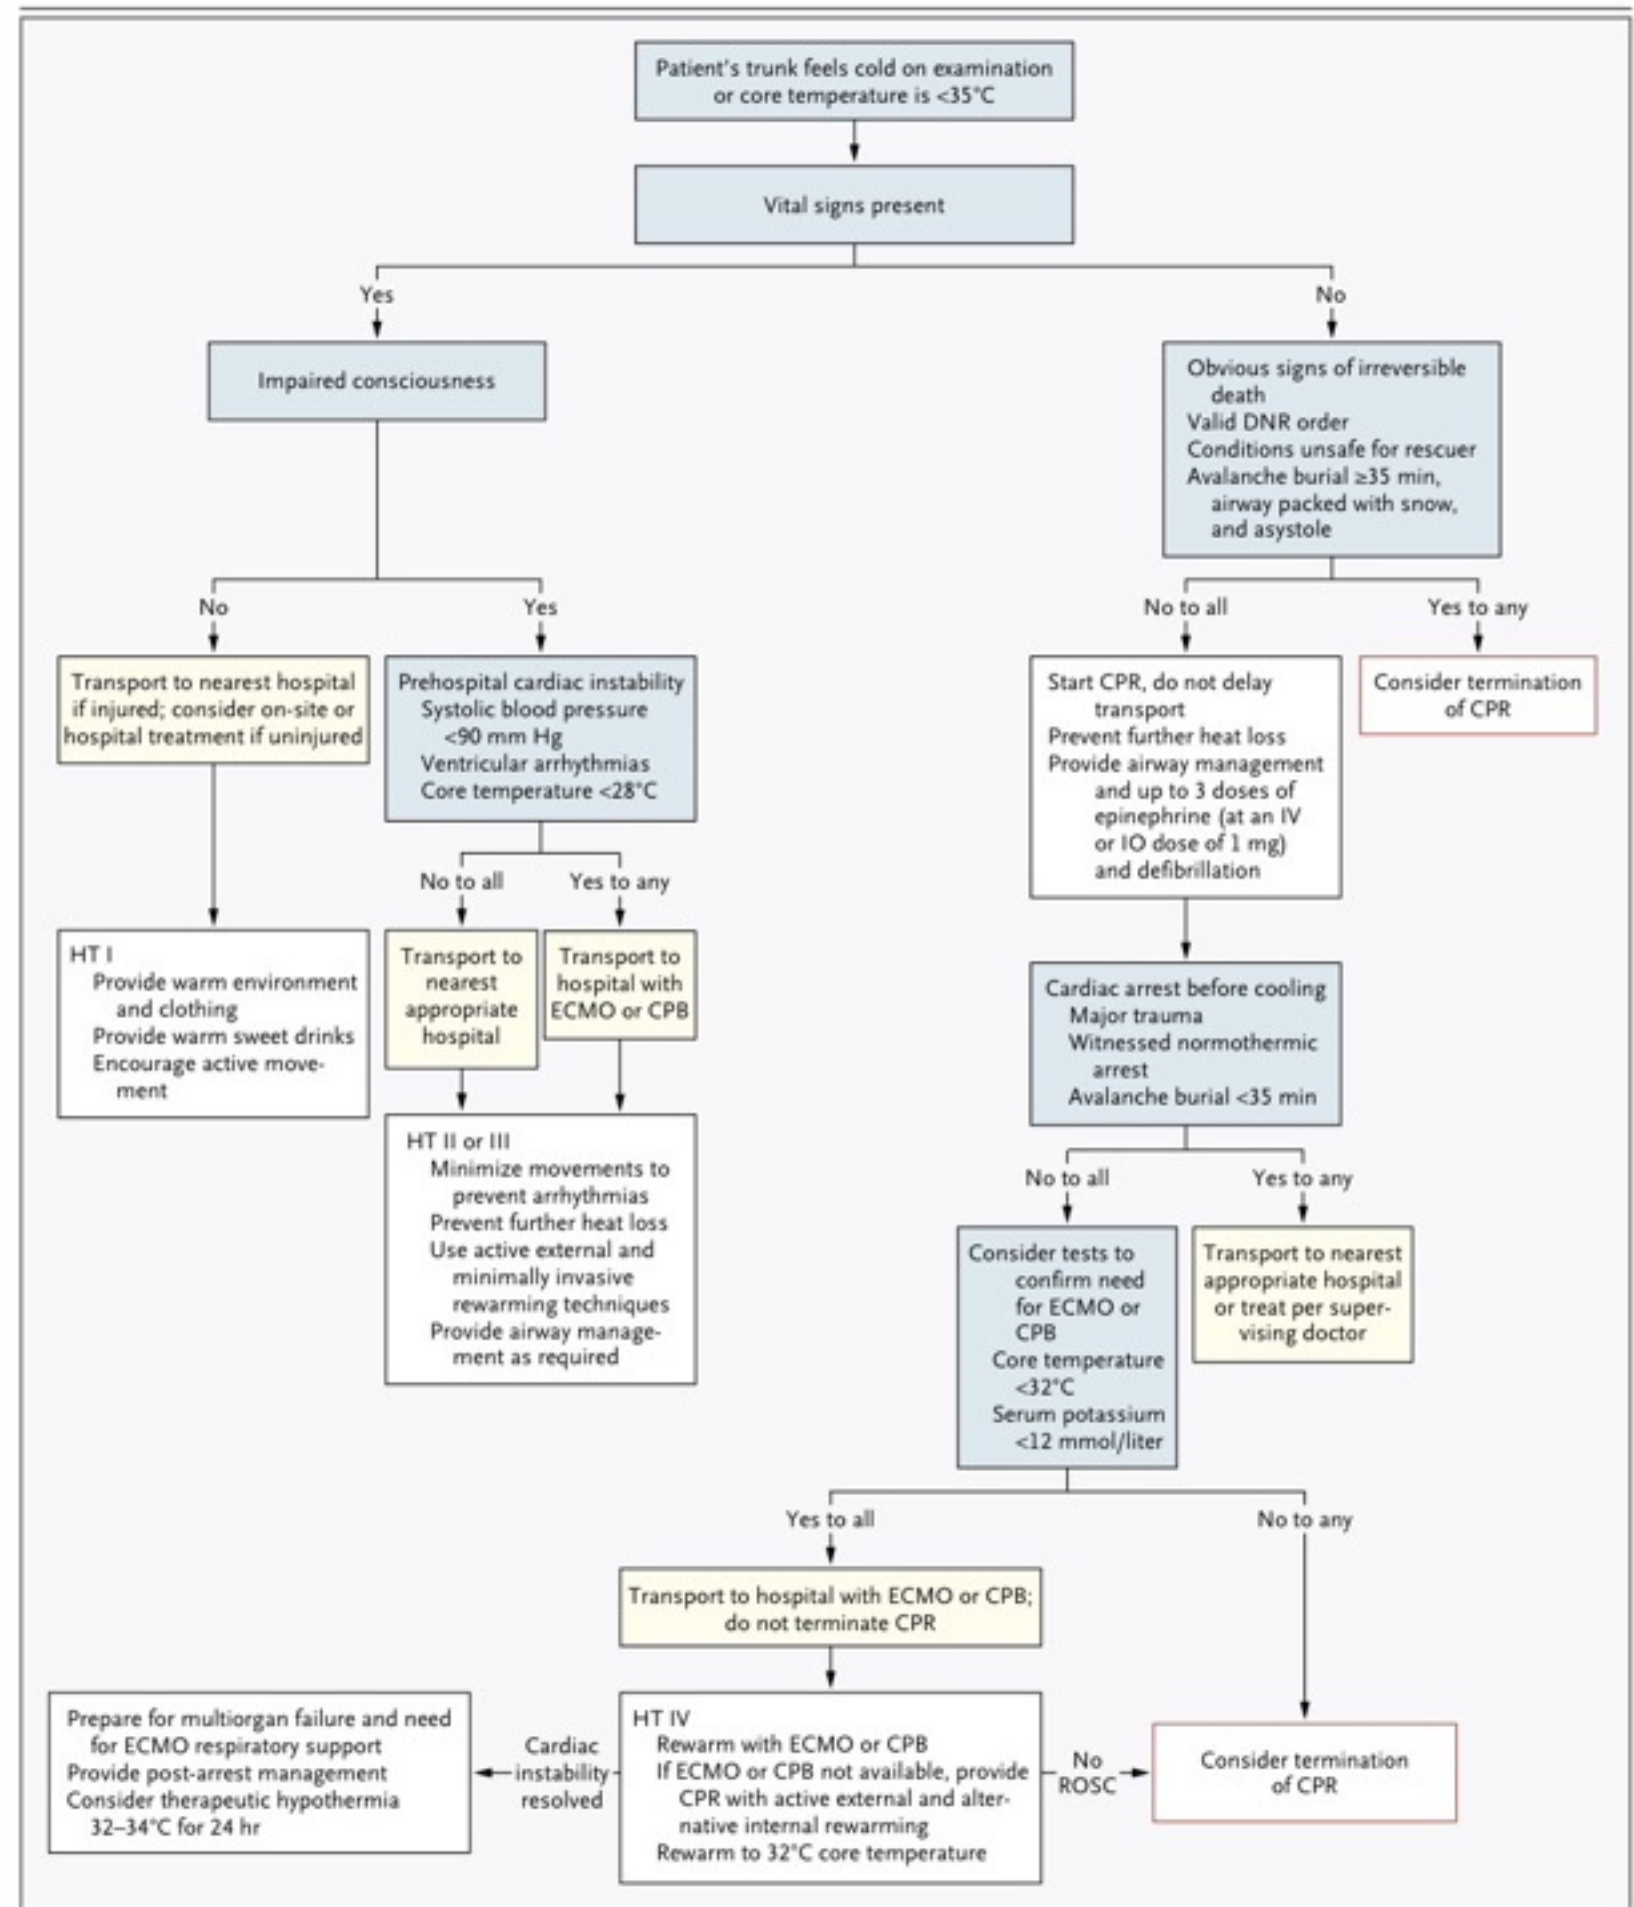 Patient's trunk feels cold on examination
or core temperature is <35°C
Vital signs present
Yes
No
Impaired consciousness
Obvious signs of irreversible
death
Valid DNR order
Conditions unsafe for rescuer
Avalanche burial ≥35 min,
airway packed with snow,
and asystole
No
Yes
No to all
Yes to any
Transport to nearest hospital
if injured; consider on-site or
hospital treatment if uninjured
Prehospital cardiac instability
Systolic blood pressure
<90 mm Hg
Ventricular arrhythmias
Core temperature <28°C
Start CPR, do not delay
transport
Prevent further heat loss
Provide airway management
and up to 3 doses of
epinephrine (at an IV
or IO dose of 1 mg)
and defibrillation
Consider termination
of CPR
No to all
Yes to any
HT I
Provide warm environment
and clothing
Provide warm sweet drinks
Encourage active move-
ment
Transport to
nearest
appropriate
hospital
Transport to
hospital with
ECMO or CPB
Cardiac arrest before cooling
Major trauma
Witnessed normothermic
arrest
Avalanche burial <35 min
HT II or III
Minimize movements to
prevent arrhythmias
Prevent further heat loss
Use active external and
minimally invasive
rewarming techniques
Provide airway manage-
ment as required
No to all
Yes to any
Consider tests to
confirm need
for ECMO or
CPB
Core temperature
<32°C
Serum potassium
<12 mmol/liter
Transport to nearest
appropriate hospital
or treat per super-
vising doctor
Yes to all
No to any
Transport to hospital with ECMO or CPB;
do not terminate CPR
Prepare for multiorgan failure and need
for ECMO respiratory support
Provide post-arrest management
Consider therapeutic hypothermia
32–34°C for 24 hr
Cardiac
instability
resolved
HT IV
Rewarm with ECMO or CPB
If ECMO or CPB not available, provide
CPR with active external and alter-
native internal rewarming
Rewarm to 32°C core temperature
No
ROSC
Consider termination
of CPR